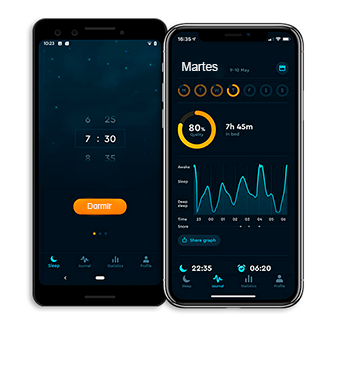 10:23
6 25
7 : 30
8 35
Dormir
Sleep
Journal
Statistics
Profile
16:35
Martes
9-10 May
80%
Quality
7h 45m
In bed
Awake
Sleep
Deep
sleep
Time 23 00 01 02 03 04 05 06
Snore
Share graph
22:35
06:20
Sleep
Journal
Statistics
Profile